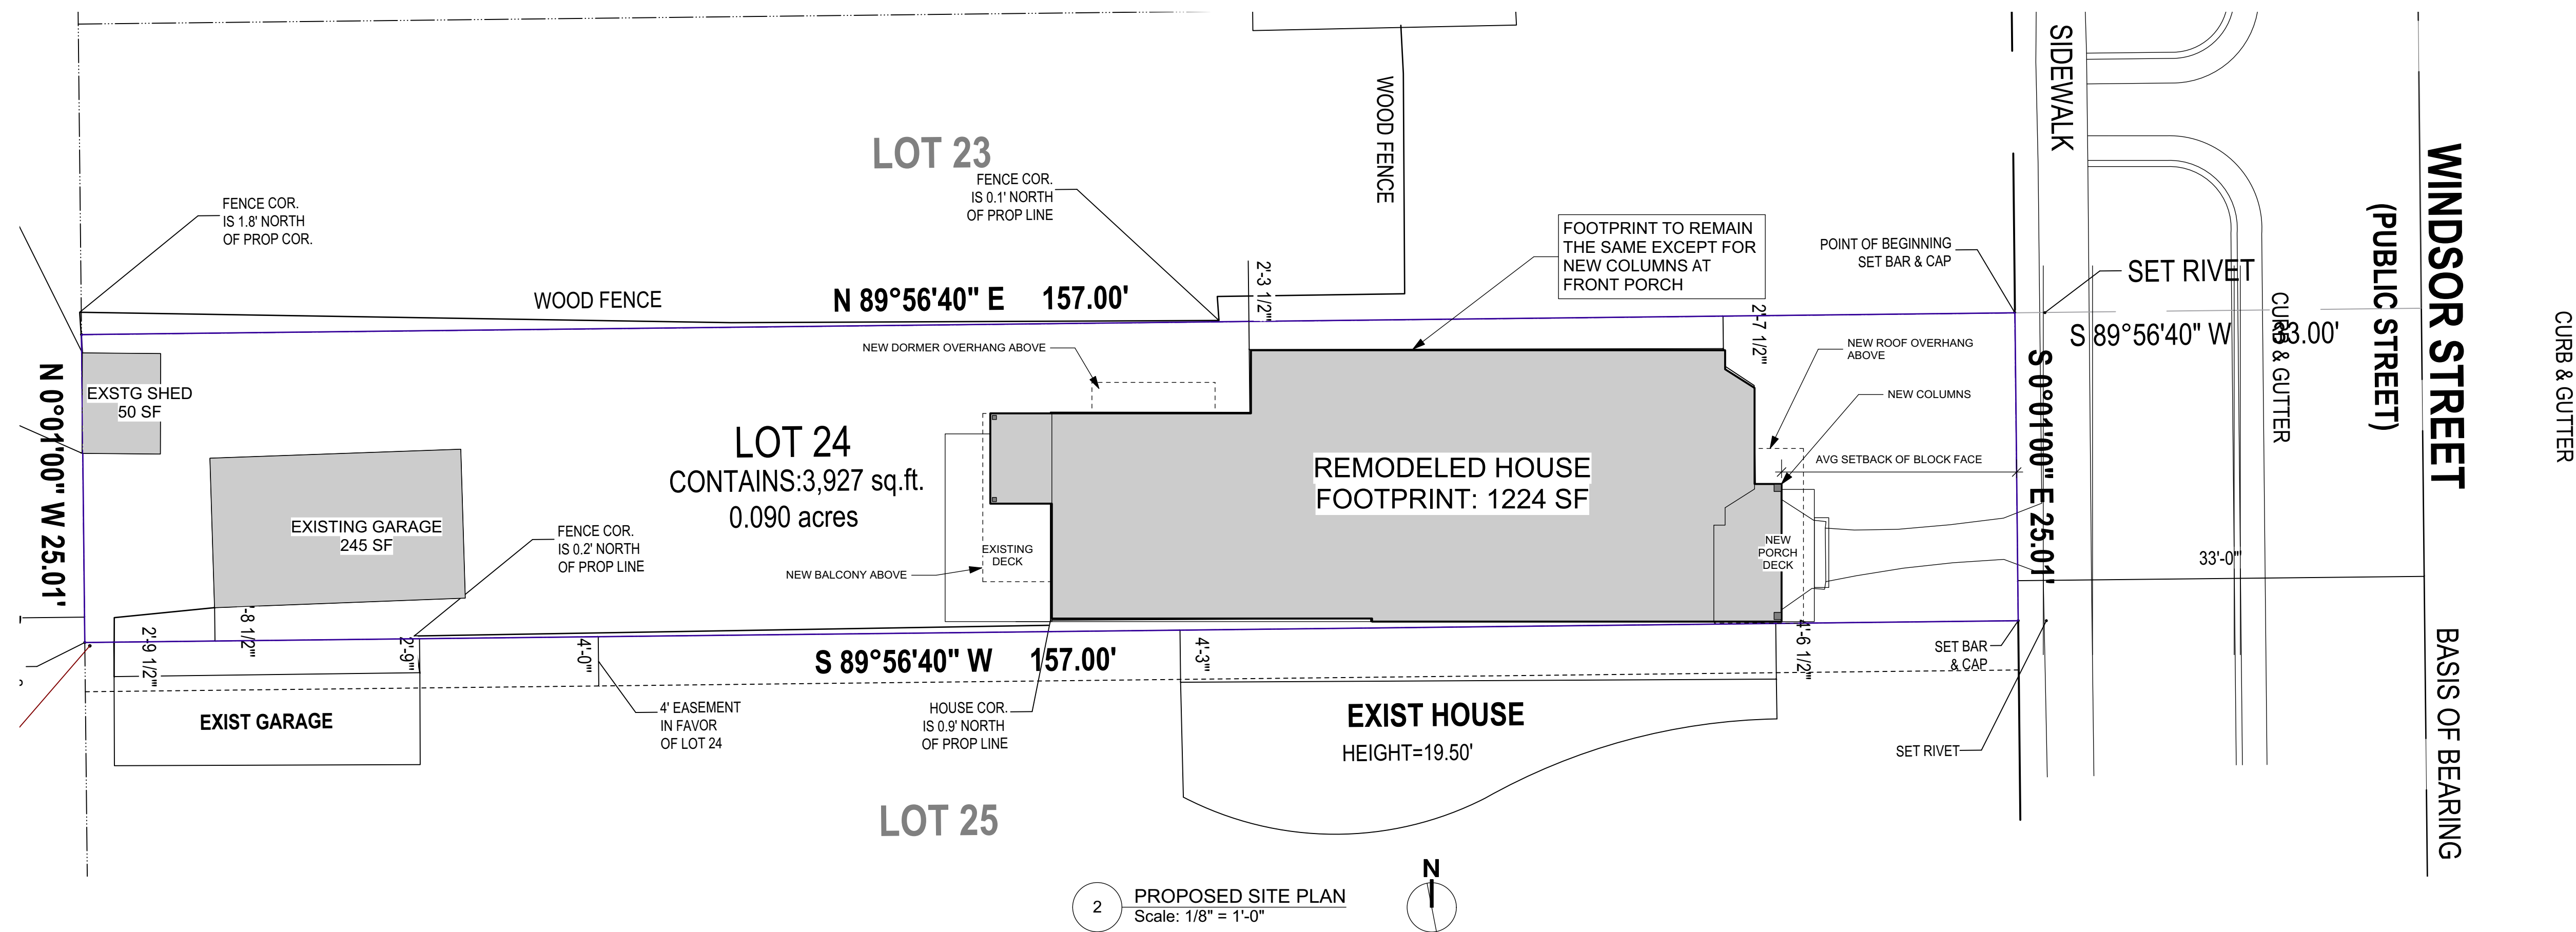 SIDEWALK
WOOD FENCE
LOT 23
FENCE COR.
IS 0.1' NORTH
OF PROP LINE
FENCE COR.
IS 1.8' NORTH
OF PROP COR.
WINDSOR STREET
(PUBLIC STREET)
FOOTPRINT TO REMAIN
THE SAME EXCEPT FOR
NEW COLUMNS AT
FRONT PORCH
POINT OF BEGINNING
SET BAR & CAP
SET RIVET
2'-3 1/2"
WOOD FENCE
N 89°56'40" E 157.00'
2'-7 1/2"
S 89°56'40" W 33.00'
CURB & GUTTER
CURB & GUTTER
NEW DORMER OVERHANG ABOVE
NEW ROOF OVERHANG
ABOVE
NEW COLUMNS
N 0°01'00" W 25.01'
EXSTG SHED
50 SF
S 0°01'00" E 25.01'
LOT 24
CONTAINS:3,927 sq.ft.
0.090 acres
REMODELED HOUSE
FOOTPRINT: 1224 SF
AVG SETBACK OF BLOCK FACE
EXISTING GARAGE
245 SF
FENCE COR.
IS 0.2' NORTH
OF PROP LINE
EXISTING
DECK
NEW
PORCH
DECK
NEW BALCONY ABOVE
33'-0"
2'-9 1/2"
-8 1/2"
2'-9"
4'-0"
S 89°56'40" W 157.00'
4'-3"
4'-6 1/2"
SET BAR
& CAP
BASIS OF BEARING
4' EASEMENT
IN FAVOR
OF LOT 24
HOUSE COR.
IS 0.9' NORTH
OF PROP LINE
EXIST GARAGE
EXIST HOUSE
HEIGHT=19.50'
SET RIVET
LOT 25
N
2
PROPOSED SITE PLAN
Scale: 1/8" = 1'-0"